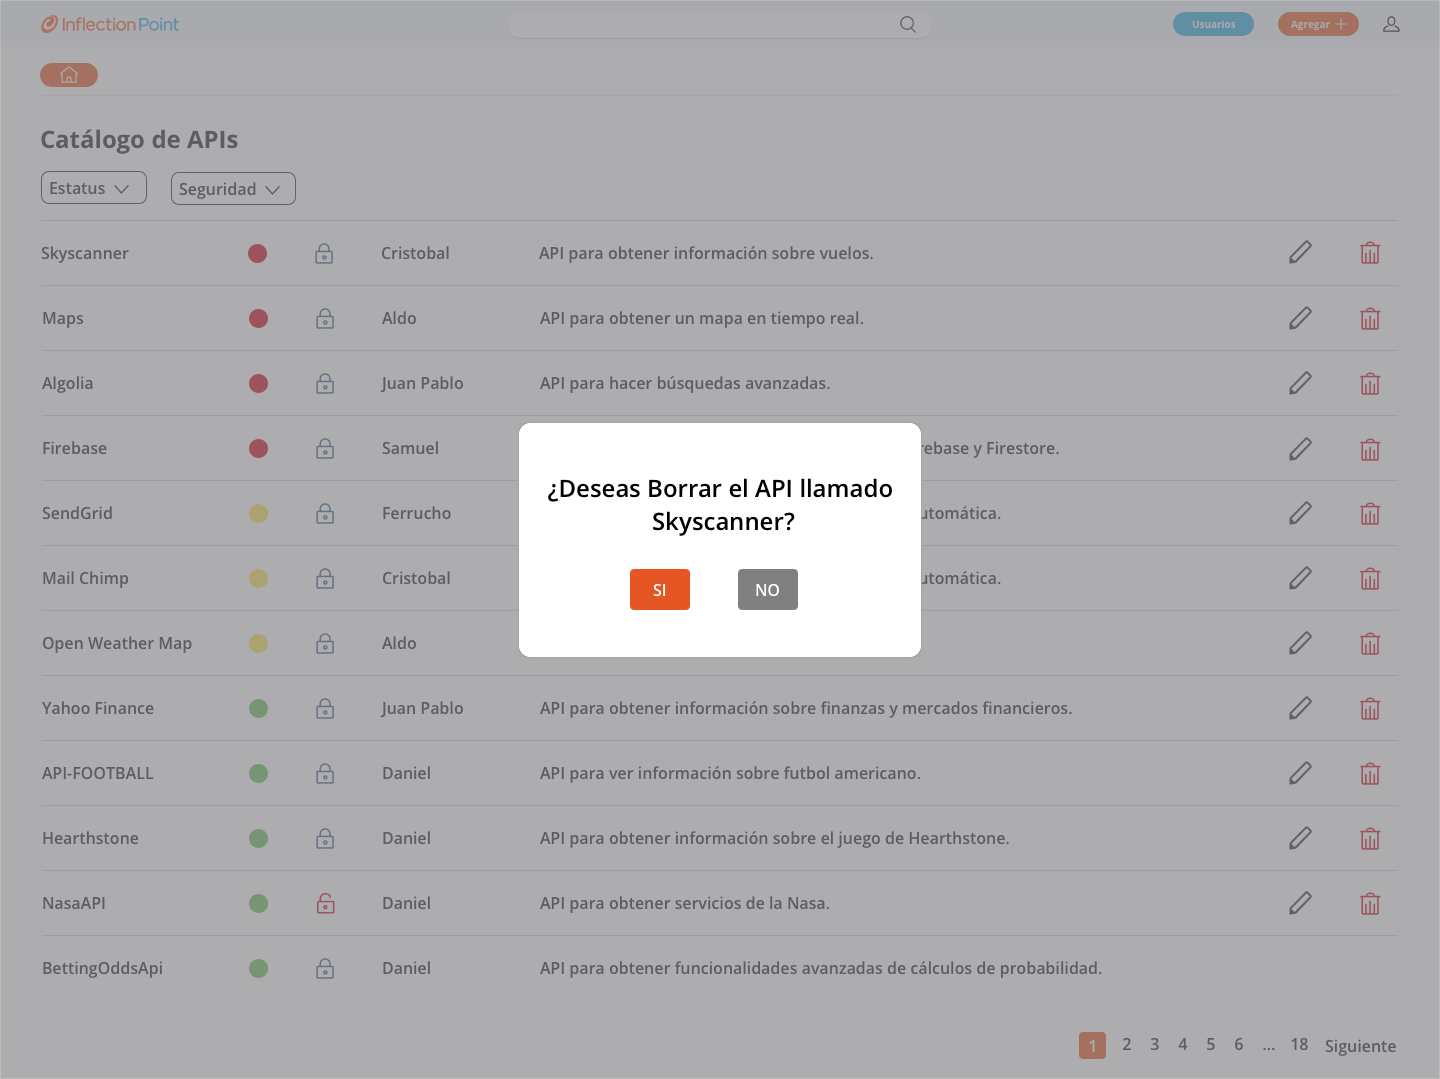 Inflection Point
Usuarios
Agregar
Catálogo de APIs
Estatus
Seguridad
Skyscanner Cristobal API para obtener información sobre vuelos.
Maps Aldo API para obtener un mapa en tiempo real.
Algolia Juan Pablo API para hacer búsquedas avanzadas.
Firebase Samuel y Firestore.
SendGrid Ferrucho
Mail Chimp Cristobal
Open Weather Map Aldo
¿Deseas Borrar el API llamado
Skyscanner?
SI NO
Yahoo Finance Juan Pablo API para obtener información sobre finanzas y mercados financieros.
API-FOOTBALL Daniel API para ver información sobre futbol americano.
Hearthstone Daniel API para obtener información sobre el juego de Hearthstone.
NasaAPI Daniel API para obtener servicios de la Nasa.
BettingOddsApi Daniel API para obtener funcionalidades avanzadas de cálculos de probabilidad.
1 2 3 4 5 6 ... 18 Siguiente